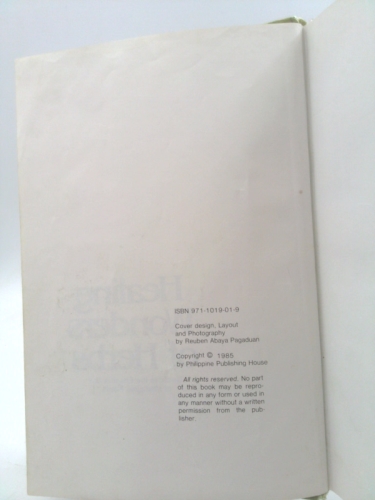 ISBN 971-1019-01-9
Cover design, Layout
and Photography
by Reuben Abaya Pagaduan
Copyright © 1985
by Philippine Publishing House
All rights reserved. No part
of this book may be repro-
duced in any form or used in
any manner without a written
permission from the pub-
lisher.